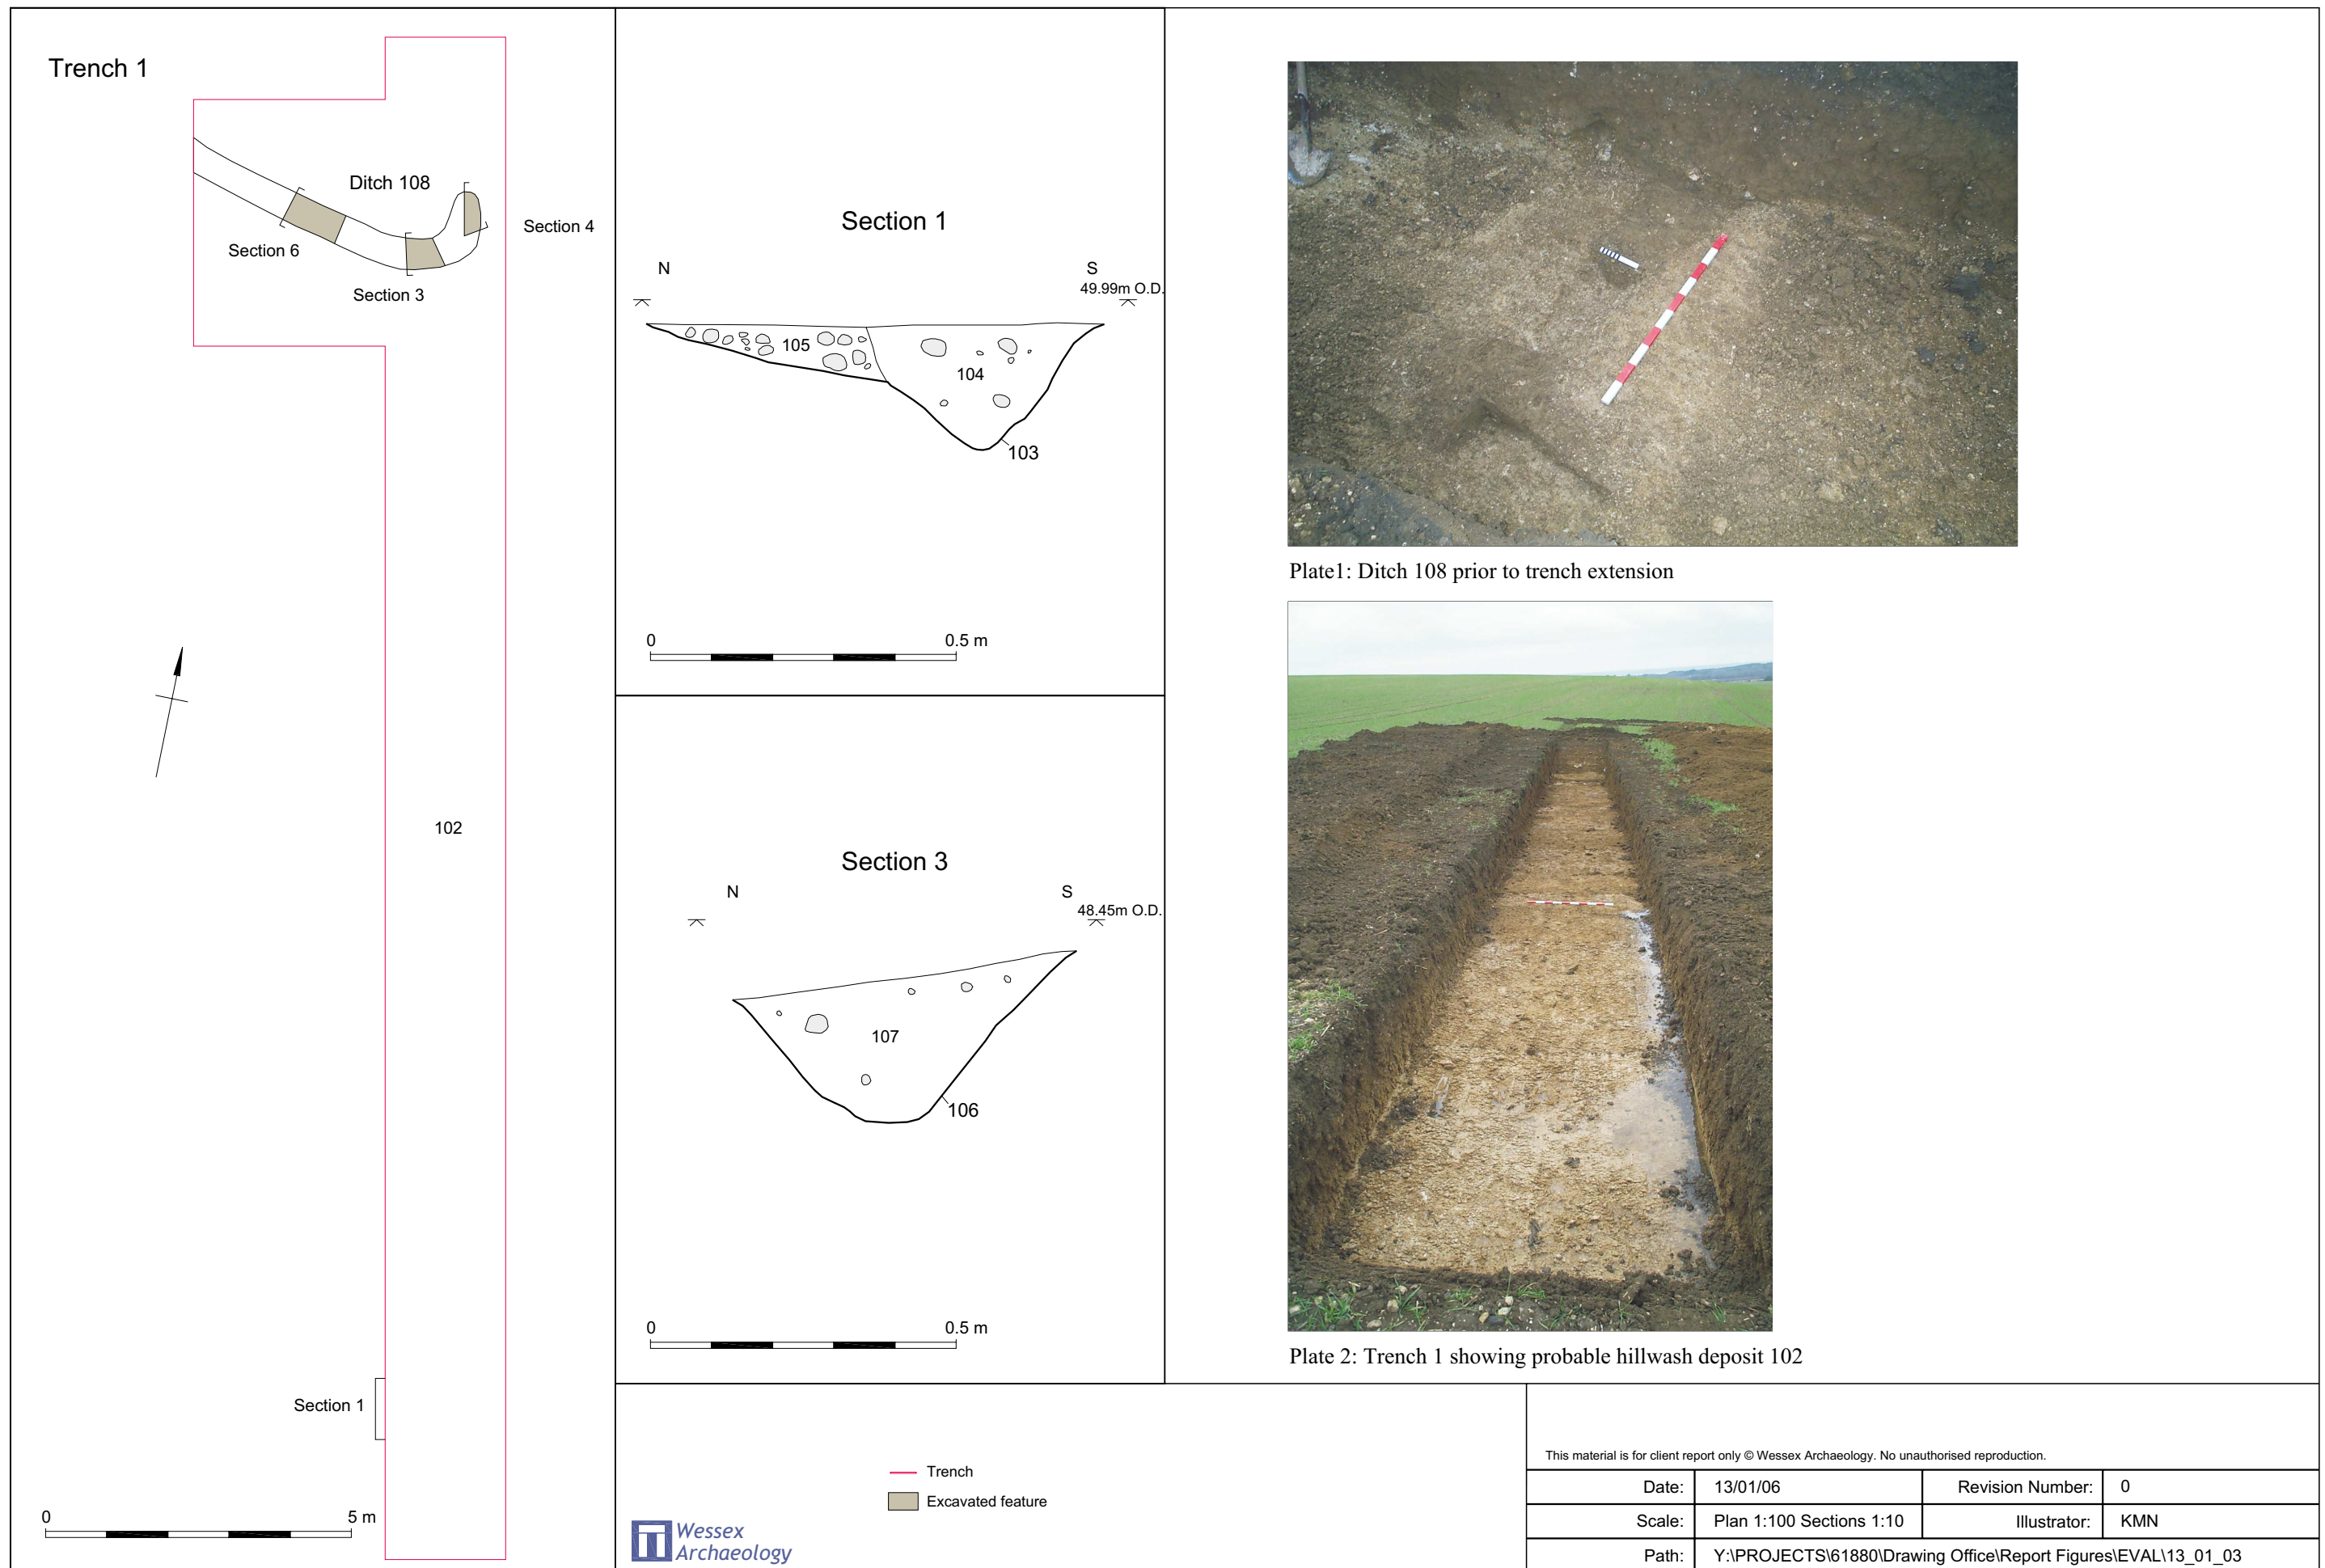 Trench 1
Ditch 108
Section 4
Section 6
Section 3
102
Section 1
0 5 m
Section 1
N S
49.99m O.D.
105
104
103
0 0.5 m
Section 3
N S
48.45m O.D.
107
106
0 0.5 m
Plate1: Ditch 108 prior to trench extension
Plate 2: Trench 1 showing probable hillwash deposit 102
Trench
Excavated feature
Wessex
Archaeology
This material is for client report only © Wessex Archaeology. No unauthorised reproduction.
Date: 13/01/06 Revision Number: 0
Scale: Plan 1:100 Sections 1:10 Illustrator: KMN
Path: Y:\PROJECTS\61880\Drawing Office\Report Figures\EVAL\13_01_03